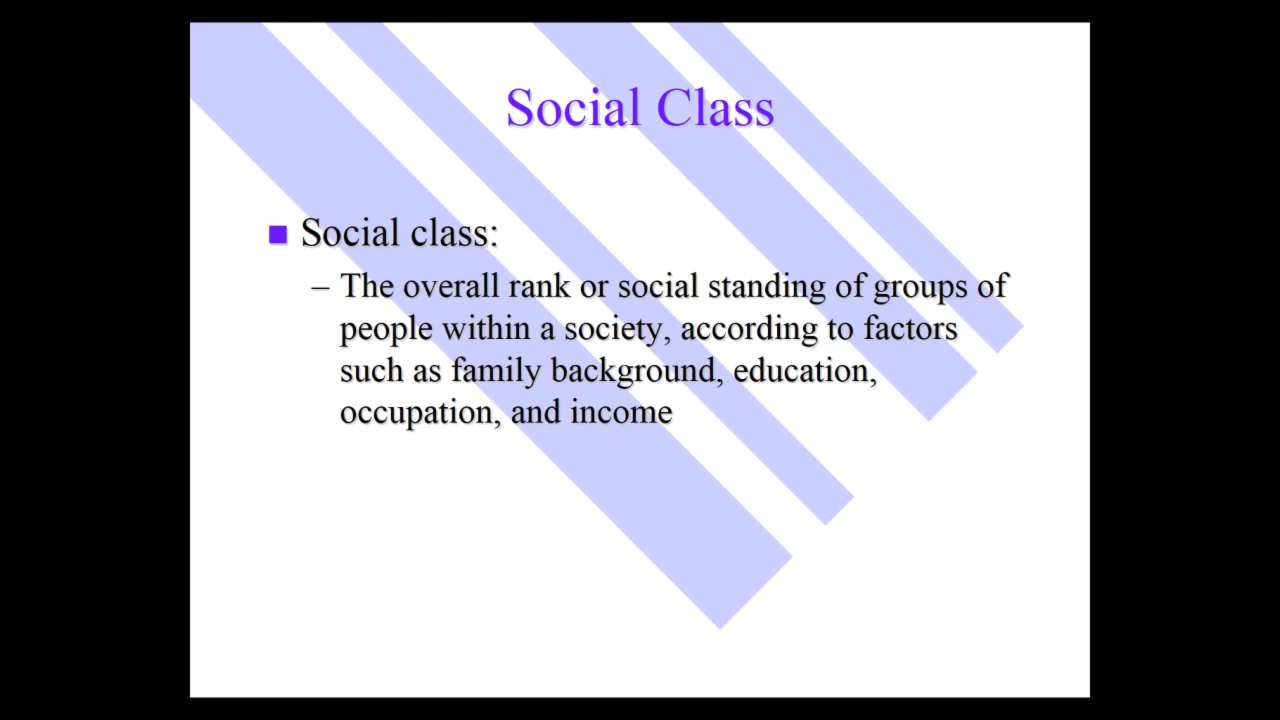 Social Class
Social class:
– The overall rank or social standing of groups of
people within a society, according to factors
such as family background, education,
occupation, and income